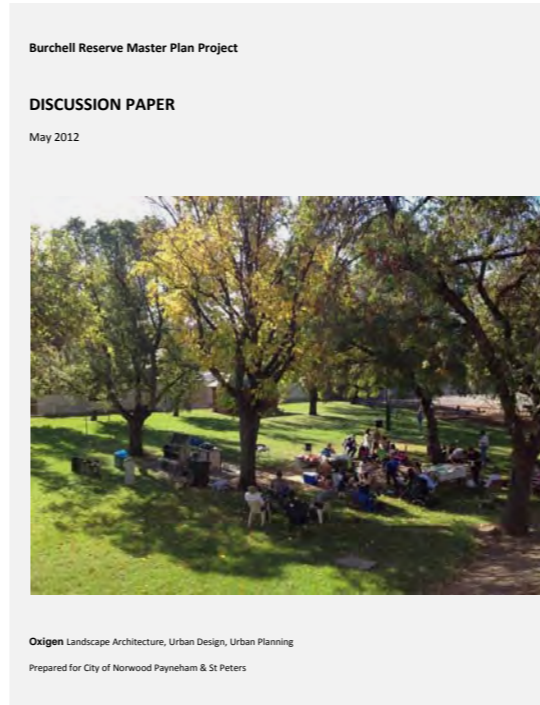 Burchell Reserve Master Plan Project
DISCUSSION PAPER
May 2012
Oxigen Landscape Architecture, Urban Design, Urban Planning
Prepared for City of Norwood Payneham & St Peters